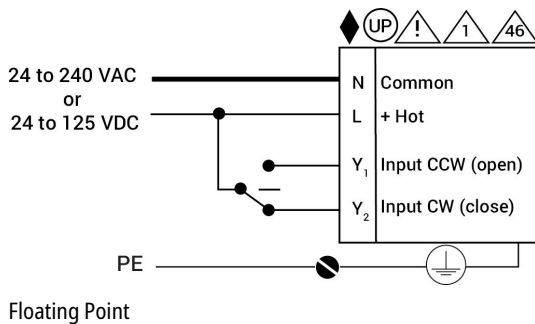 UP ! 1 46
24 to 240 VAC
or
24 to 125 VDC
N Common
L + Hot
Y1 Input CCW (open)
Y2 Input CW (close)
PE
Floating Point